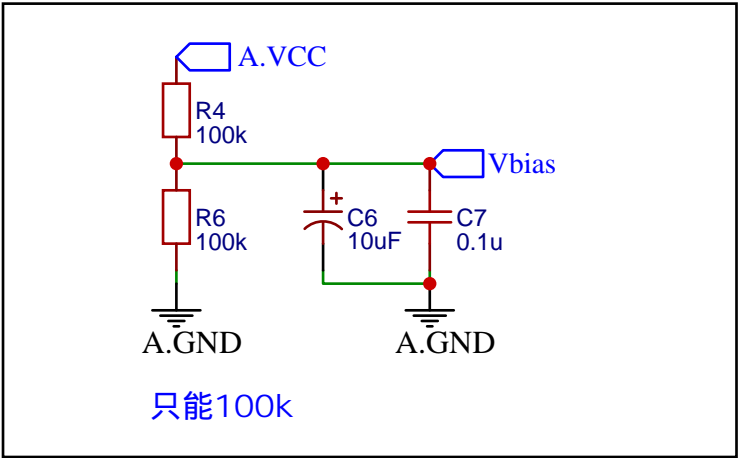 A.VCC
R4
100k
Vbias
R6
100k
+
C6
10uF
C7
0.1u
A.GND
A.GND
只能100k